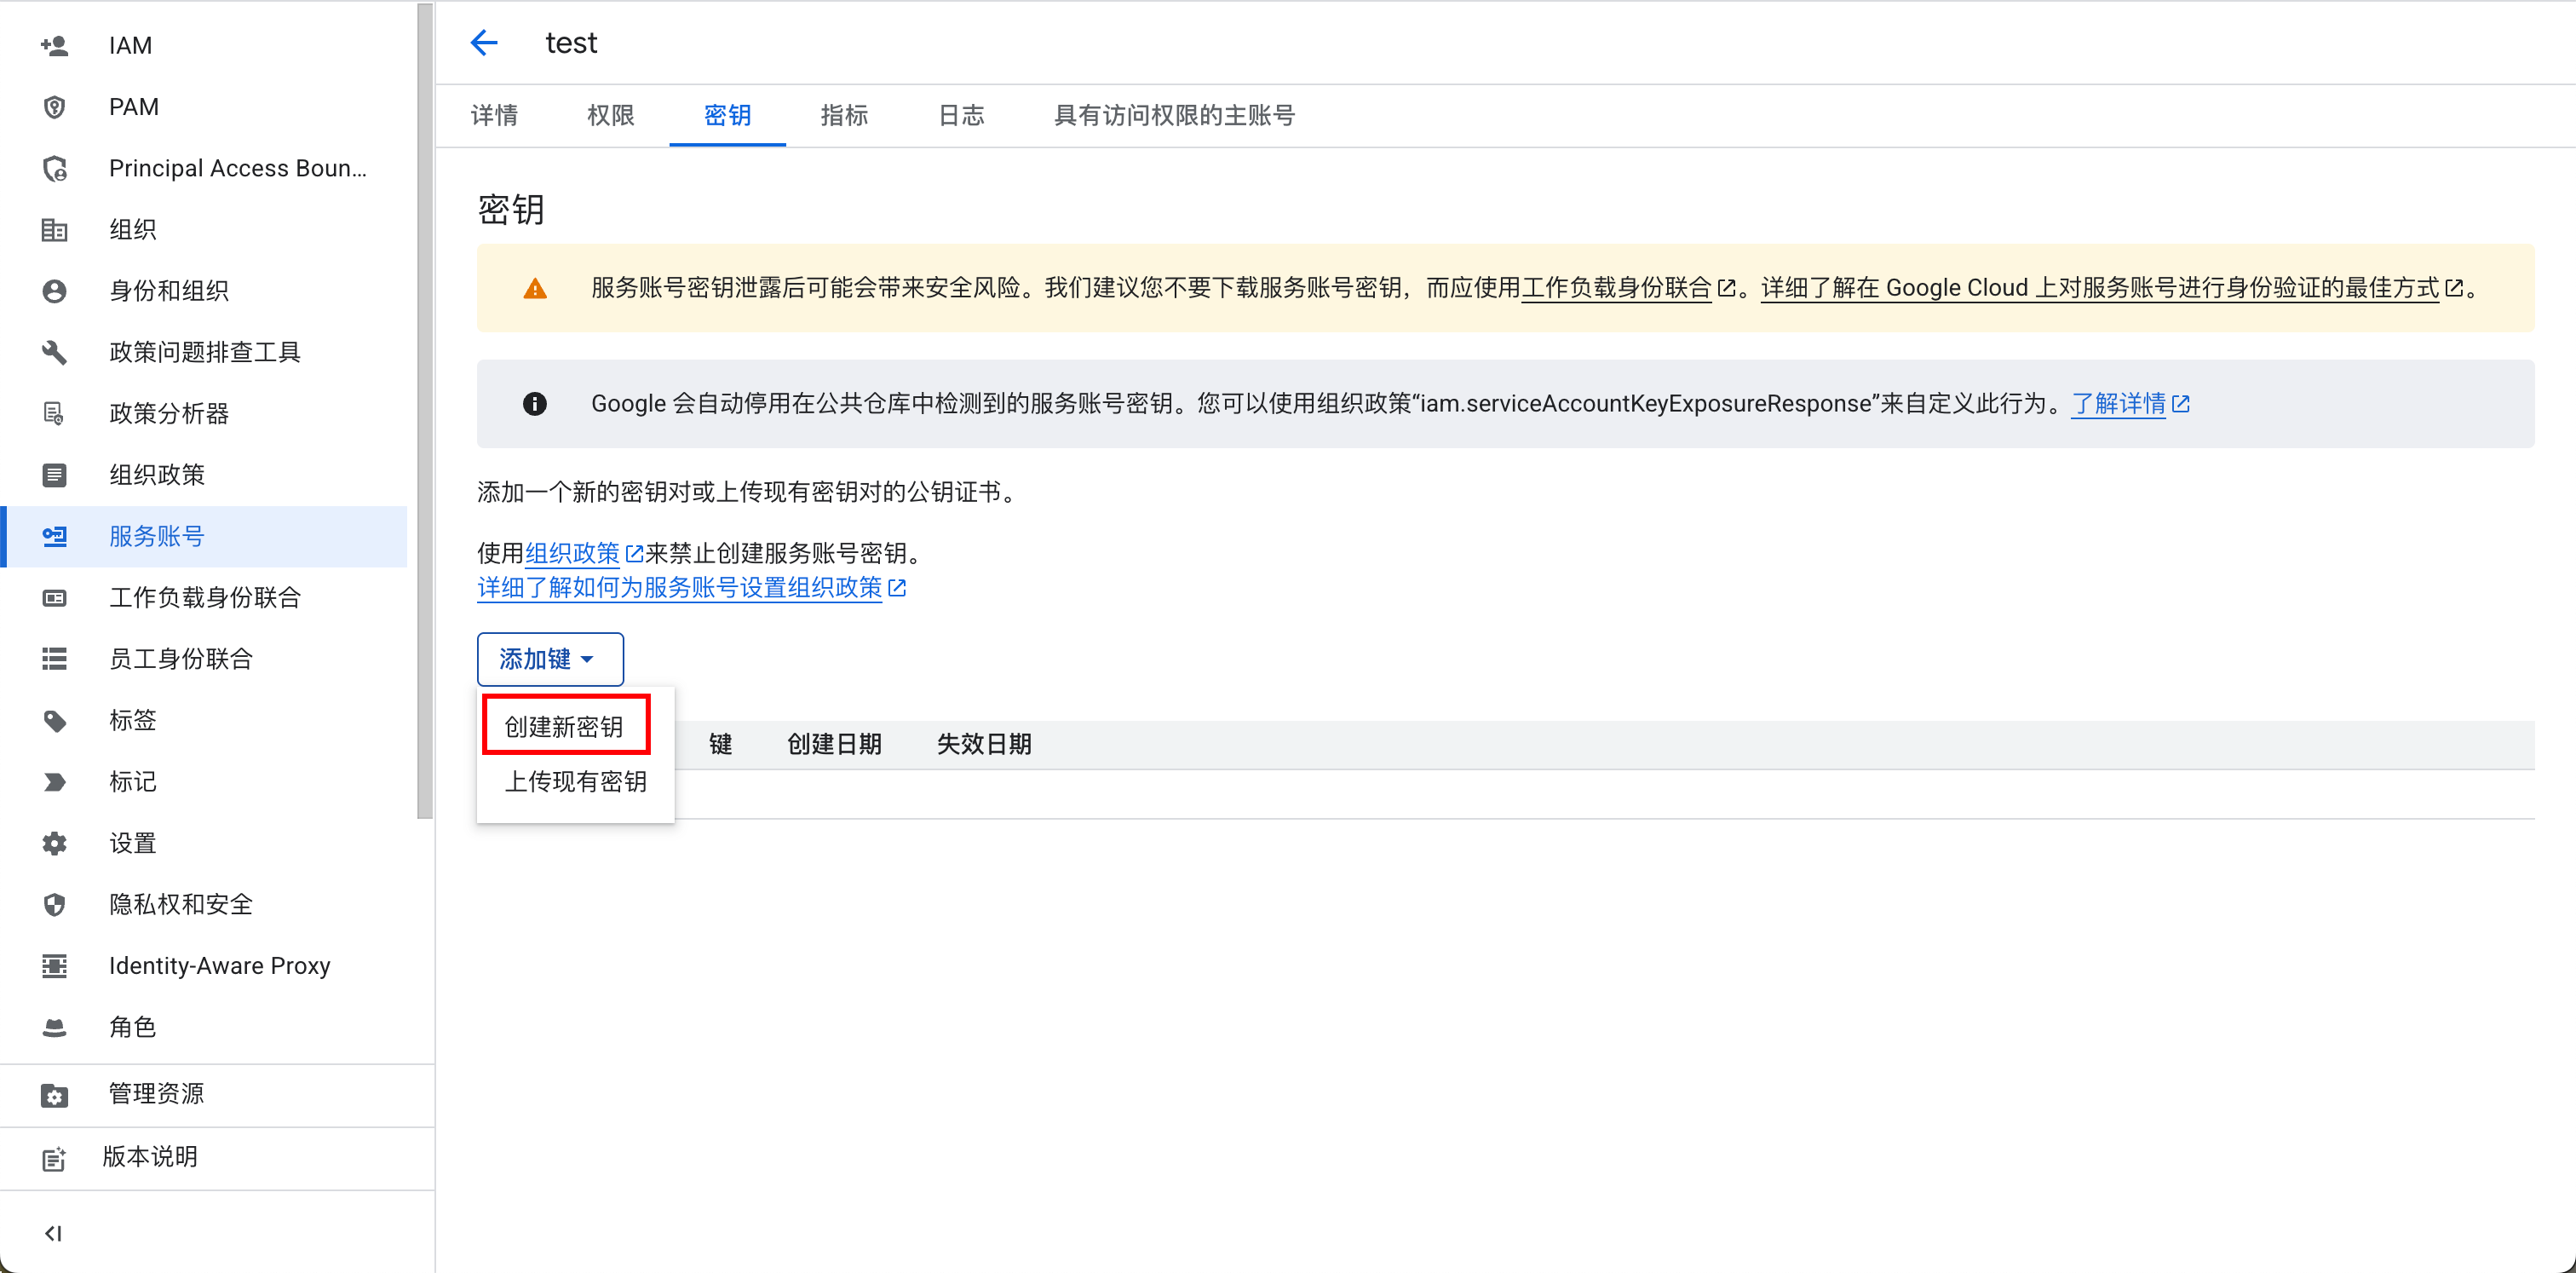 IAM
PAM
Principal Access Boun...
组织
身份和组织
政策问题排查工具
政策分析器
组织政策
服务账号
工作负载身份联合
员工身份联合
标签
标记
设置
隐私权和安全
Identity-Aware Proxy
角色
管理资源
版本说明
test
详情 权限 密钥 指标 日志 具有访问权限的主账号
密钥
服务账号密钥泄露后可能会带来安全风险。我们建议您不要下载服务账号密钥，而应使用工作负载身份联合。详细了解在 Google Cloud 上对服务账号进行身份验证的最佳方式。
Google 会自动停用在公共仓库中检测到的服务账号密钥。您可以使用组织政策“iam.serviceAccountKeyExposureResponse”来自定义此行为。了解详情
添加一个新的密钥对或上传现有密钥对的公钥证书。
使用组织政策来禁止创建服务账号密钥。
详细了解如何为服务账号设置组织政策
添加键
创建新密钥
上传现有密钥
键 创建日期 失效日期